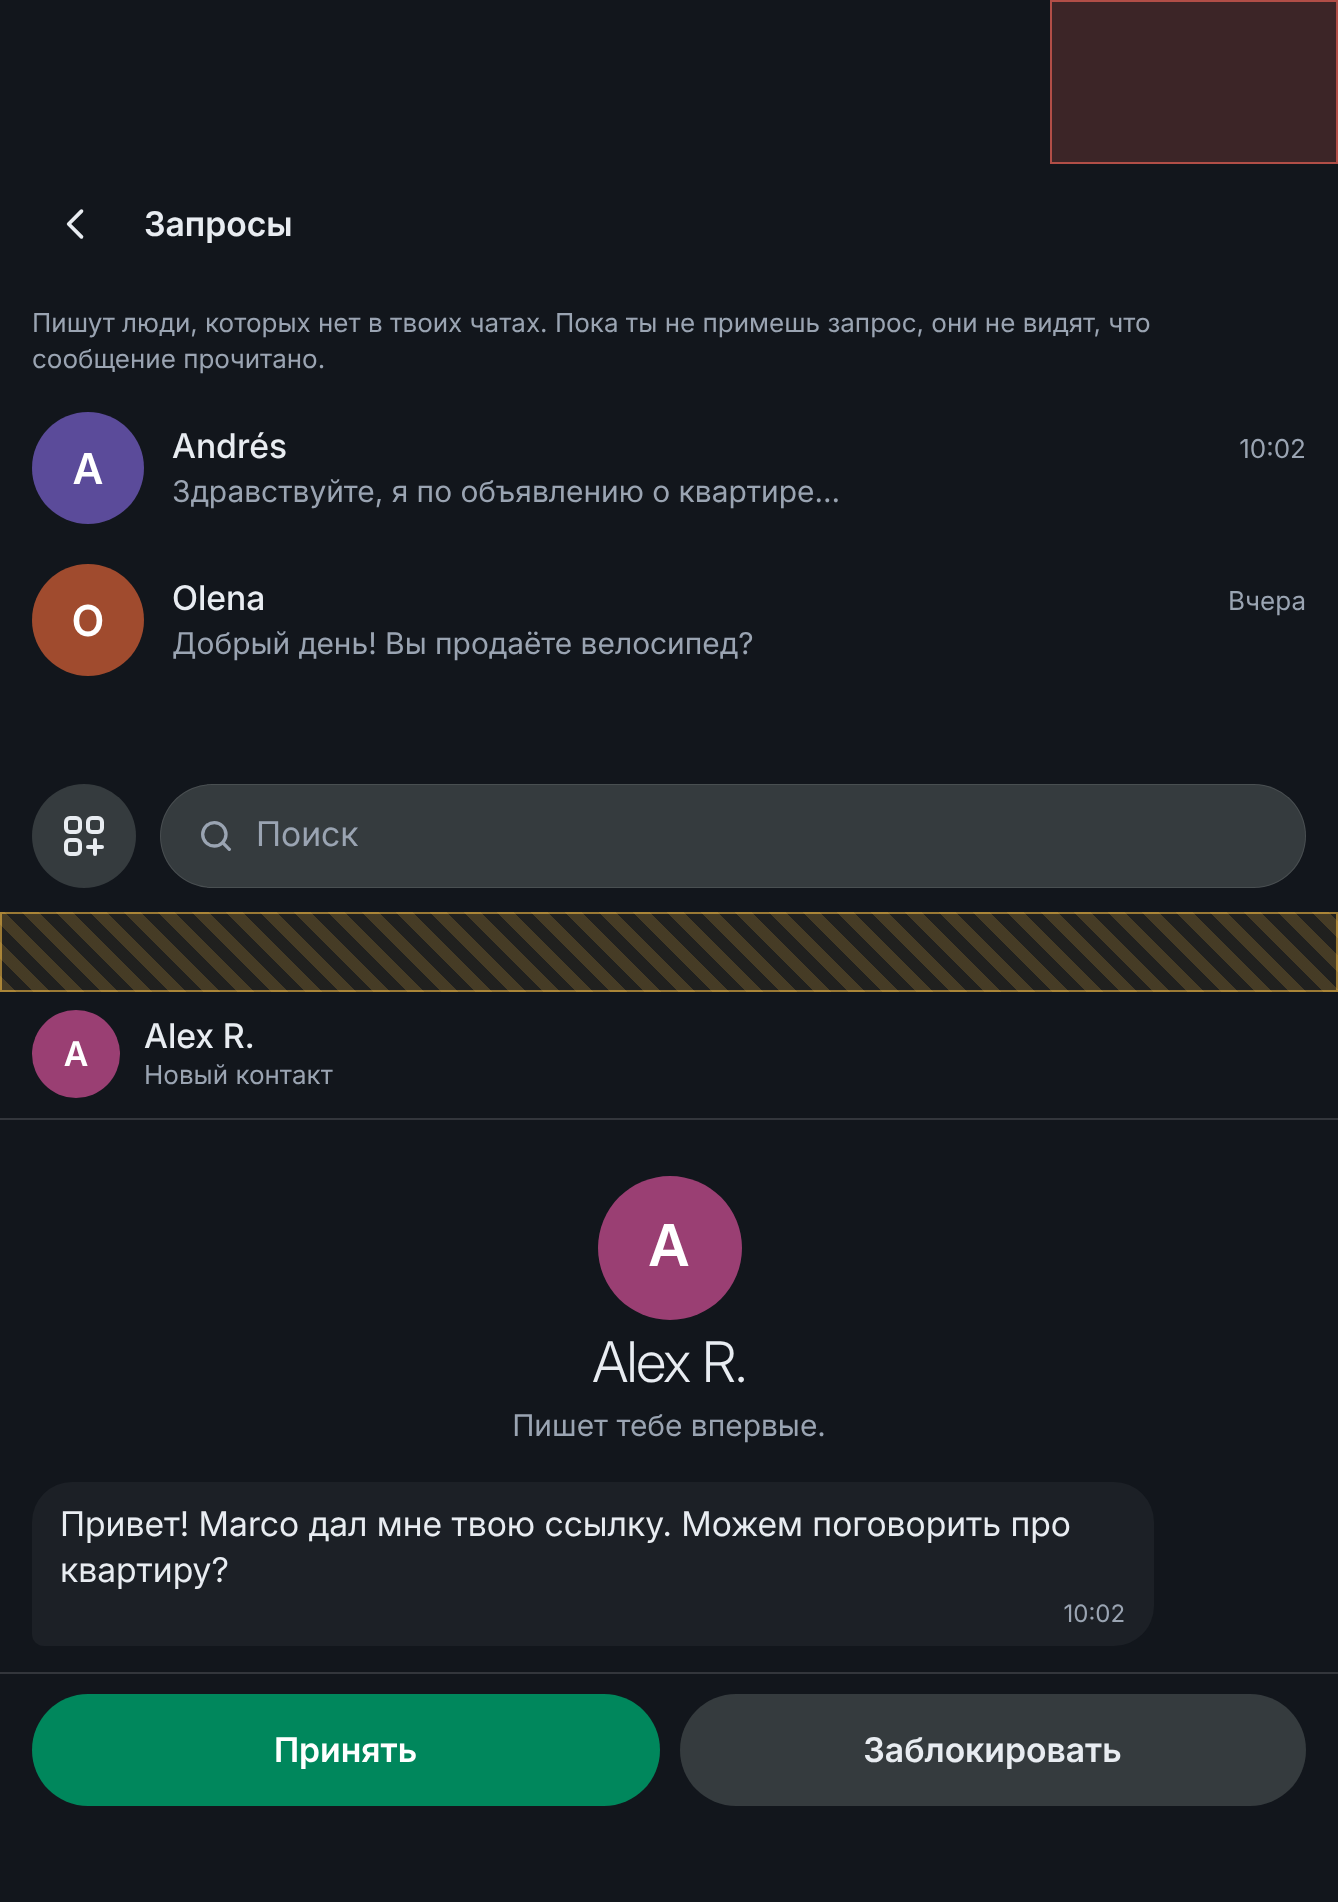 Запросы
Пишут люди, которых нет в твоих чатах. Пока ты не примешь запрос, они не видят, что
сообщение прочитано.
A
Andrés
10:02
Здравствуйте, я по объявлению о квартире...
O
Olena
Вчера
Добрый день! Вы продаёте велосипед?
Поиск
A
Alex R.
Новый контакт
A
Alex R.
Пишет тебе впервые.
Привет! Marco дал мне твою ссылку. Можем поговорить про
квартиру?
10:02
Принять
Заблокировать